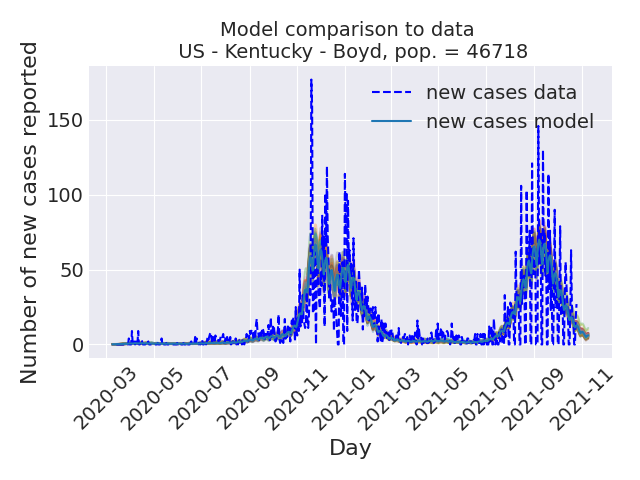 Model comparison to data
US - Kentucky - Boyd, pop. = 46718
new cases data
new cases model
Number of new cases reported
150
100
50
0
2020-03
2020-05
2020-07
2020-09
2020-11
2021-01
2021-03
2021-05
2021-07
2021-09
2021-11
Day